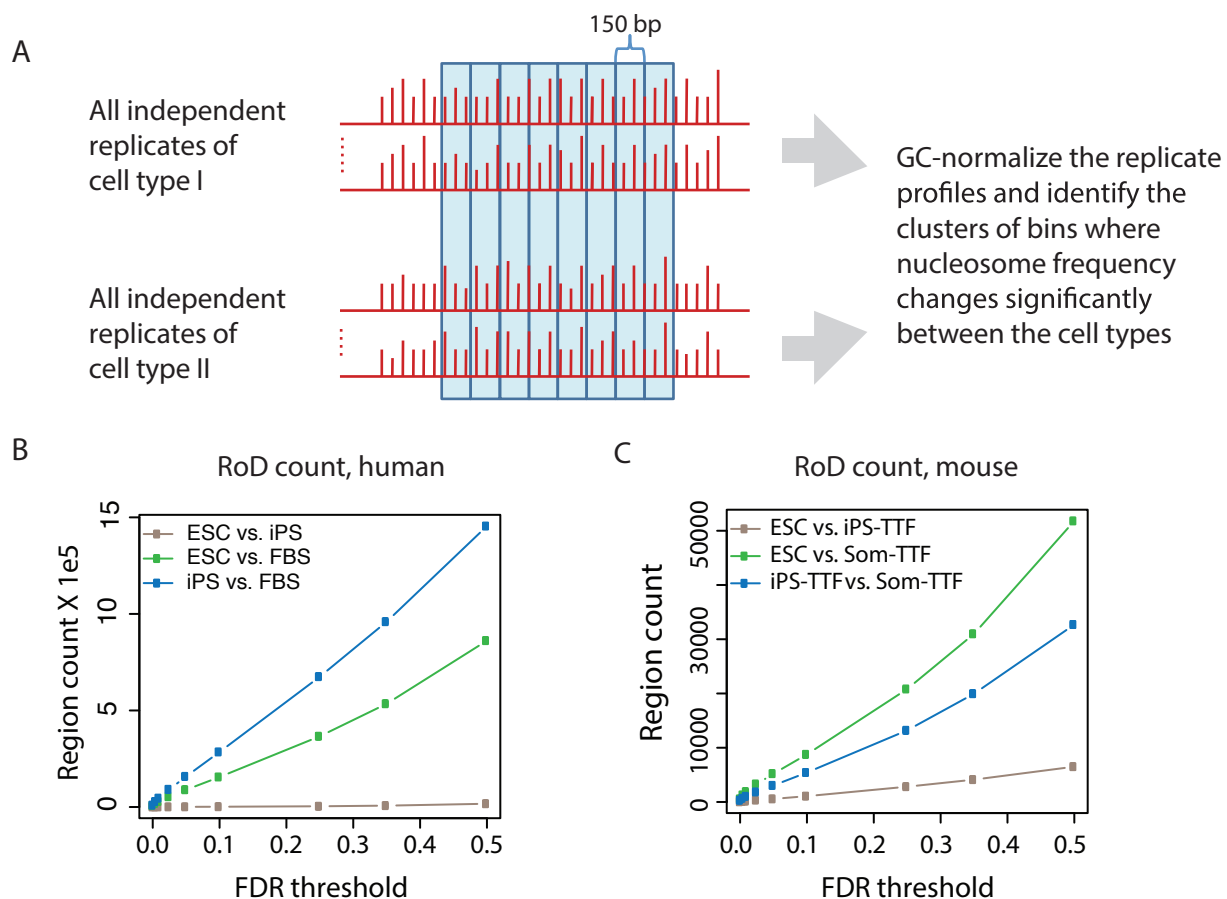 A
150 bp
All independent
replicates of
cell type I
All independent
replicates of
cell type II
GC-normalize the replicate
profiles and identify the
clusters of bins where
nucleosome frequency
changes significantly
between the cell types
B
RoD count, human
ESC vs. iPS
ESC vs. FBS
iPS vs. FBS
Region count X 1e5
0
5
10
15
0.0 0.1 0.2 0.3 0.4 0.5
FDR threshold
C
RoD count, mouse
ESC vs. iPS-TTF
ESC vs. Som-TTF
iPS-TTF vs. Som-TTF
Region count
0
10000
30000
50000
0.0 0.1 0.2 0.3 0.4 0.5
FDR threshold